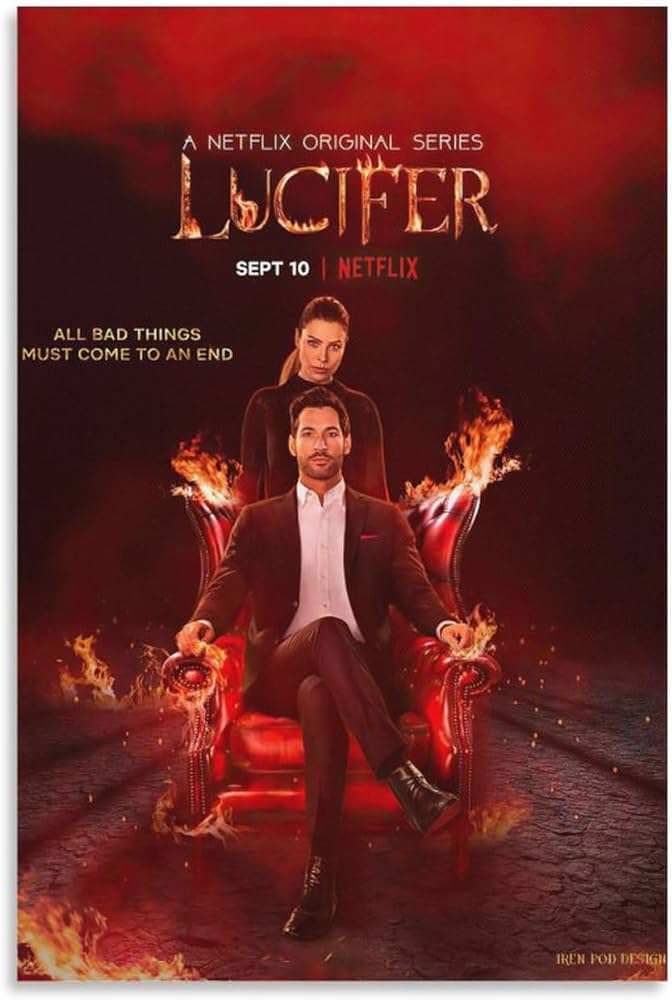 A NETFLIX ORIGINAL SERIES
LUCIFER
SEPT 10 | NETFLIX
ALL BAD THINGS
MUST COME TO AN END
IREN POD DESIGN